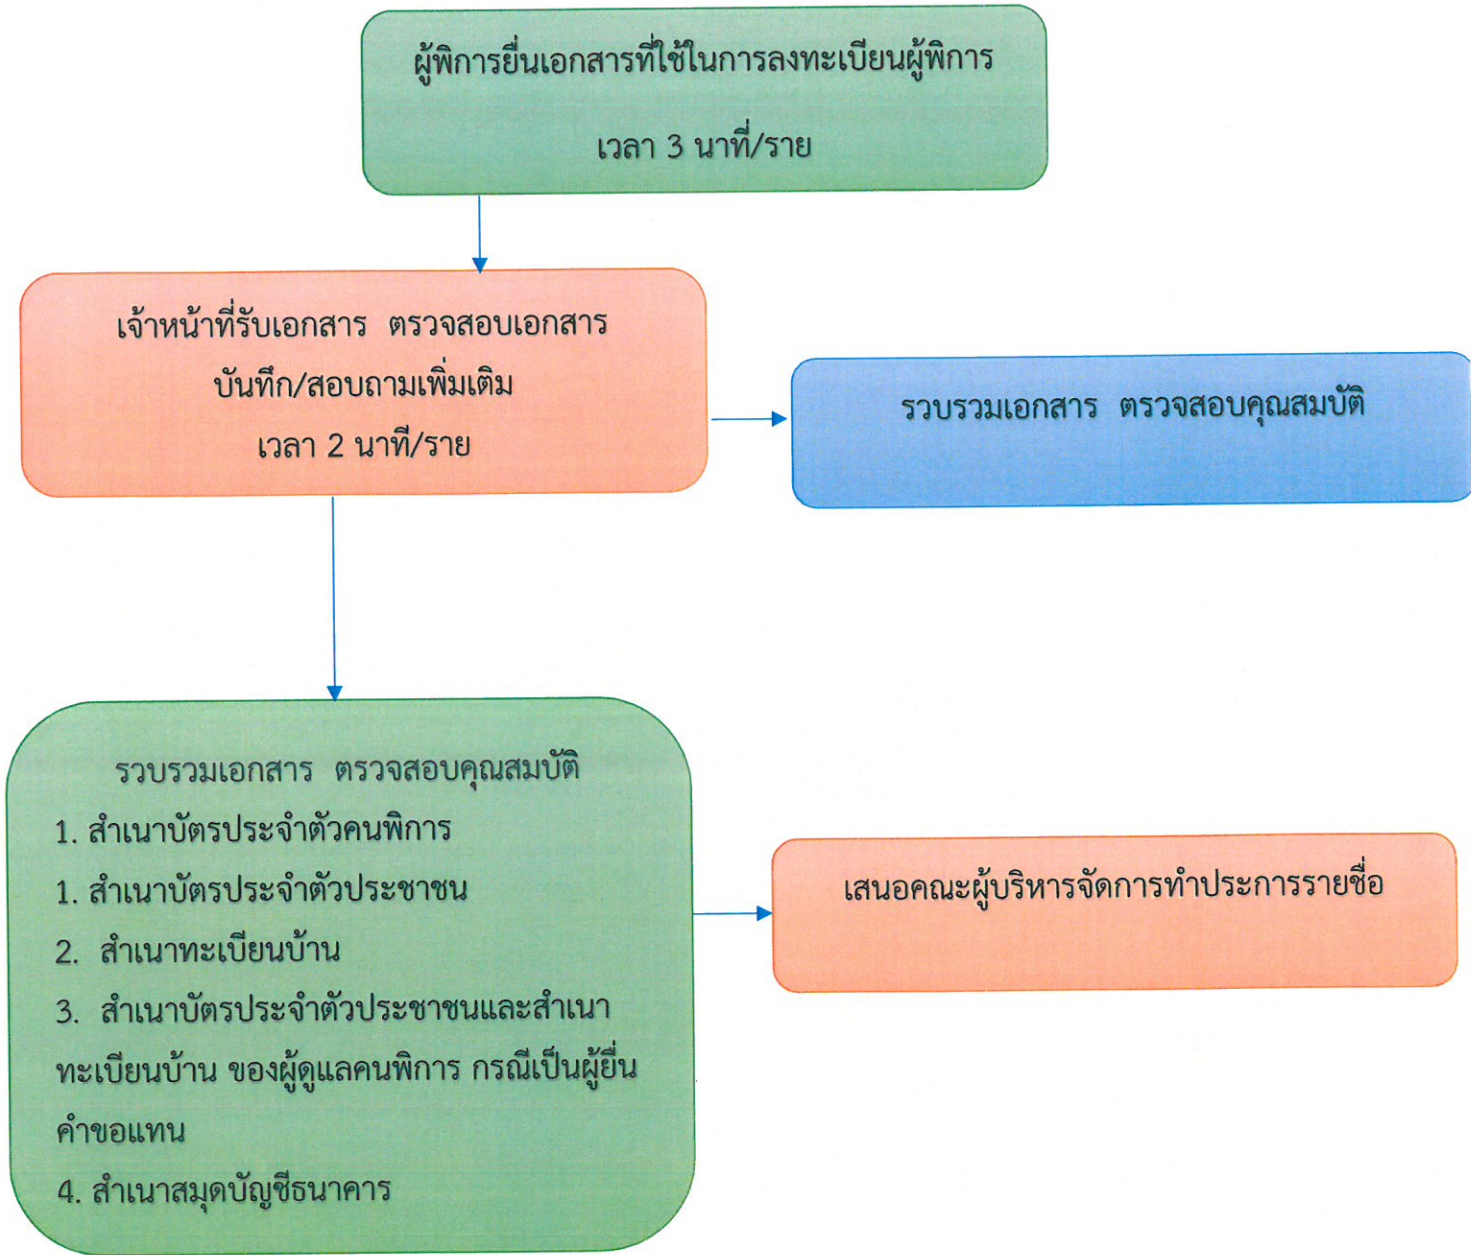 ผู้พิการยื่นเอกสารที่ใช้ในการลงทะเบียนผู้พิการ
เวลา 3 นาที่/ราย
เจ้าหน้าที่รับเอกสาร ตรวจสอบเอกสาร
บันทึก/สอบถามเพิ่มเติม
เวลา 2 นาที/ราย
รวบรวมเอกสาร ตรวจสอบคุณสมบัติ
รวบรวมเอกสาร ตรวจสอบคุณสมบัติ
1. สำเนาบัตรประจำตัวคนพิการ
1. สำเนาบัตรประจำตัวประชาชน
2. สำเนาทะเบียนบ้าน
3. สำเนาบัตรประจำตัวประชาชนและสำเนา
ทะเบียนบ้าน ของผู้ดูแลคนพิการ กรณีเป็นผู้ยื่น
คำขอแทน
4. สำเนาสมุดบัญชีธนาคาร
เสนอคณะผู้บริหารจัดการทำประการรายชื่อ